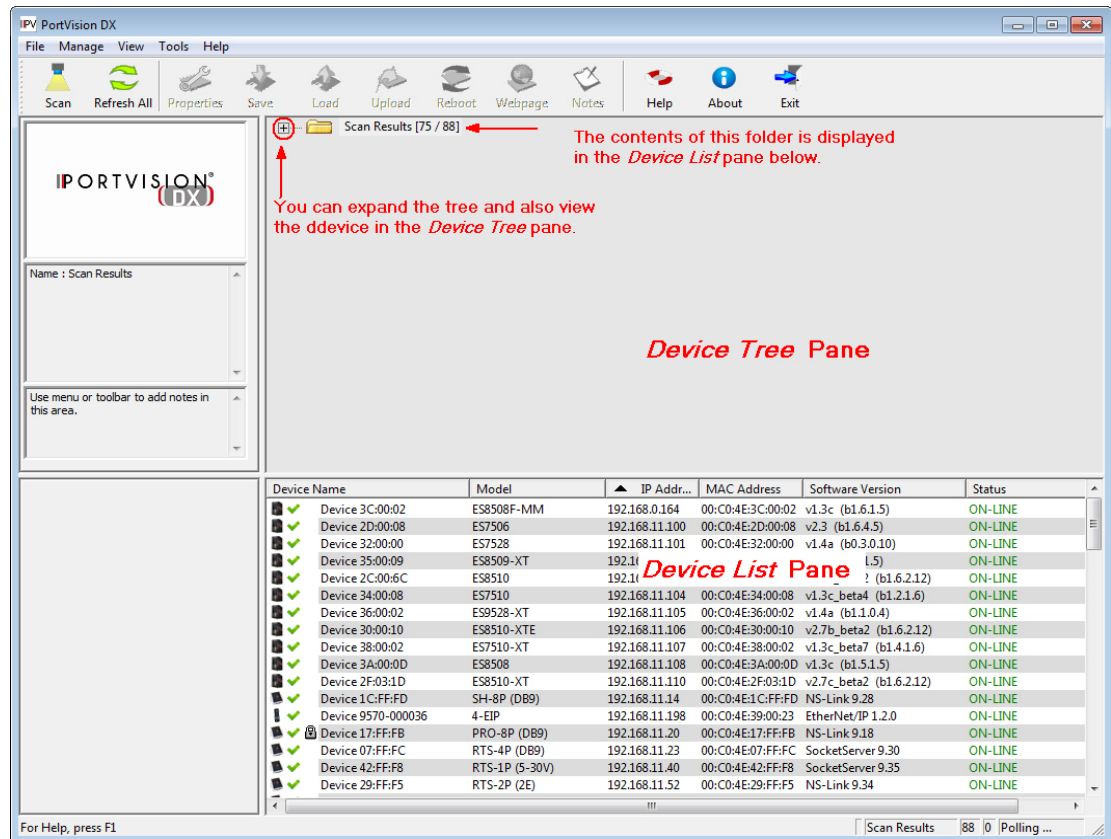 IPV PortVision DX
File Manage View Tools Help
Scan Refresh All Properties Save Load Upload Reboot Webpage Notes Help About Exit
PORTVISION®
DX
Scan Results [75 / 88]
The contents of this folder is displayed
in the Device List pane below.
You can expand the tree and also view
the ddevice in the Device Tree pane.
Name : Scan Results
Device Tree Pane
Use menu or toolbar to add notes in
this area.
Device Name Model IP Addr... MAC Address Software Version Status
Device 3C:00:02 ES8508F-MM 192.168.0.164 00:C0:4E:3C:00:02 v1.3c (b1.6.1.5) ON-LINE
Device 2D:00:08 ES7506 192.168.11.100 00:C0:4E:2D:00:08 v2.3 (b1.6.4.5) ON-LINE
Device 32:00:00 ES7528 192.168.11.101 00:C0:4E:32:00:00 v1.4a (b0.3.0.10) ON-LINE
Device 35:00:09 ES8509-XT ON-LINE
Device List Pane
Device 2C:00:6C ES8510 (b1.6.2.12) ON-LINE
Device 34:00:08 ES7510 192.168.11.104 00:C0:4E:34:00:08 v1.3c_beta4 (b1.2.1.6) ON-LINE
Device 36:00:02 ES9528-XT 192.168.11.105 00:C0:4E:36:00:02 v1.4a (b1.1.0.4) ON-LINE
Device 30:00:10 ES8510-XTE 192.168.11.106 00:C0:4E:30:00:10 v2.7b_beta2 (b1.6.2.12) ON-LINE
Device 38:00:02 ES7510-XT 192.168.11.107 00:C0:4E:38:00:02 v1.3c_beta7 (b1.4.1.6) ON-LINE
Device 3A:00:0D ES8508 192.168.11.108 00:C0:4E:3A:00:0D v1.3c (b1.5.1.5) ON-LINE
Device 2F:03:1D ES8510-XT 192.168.11.110 00:C0:4E:2F:03:1D v2.7c_beta2 (b1.6.2.12) ON-LINE
Device 1C:FF:FD SH-8P (DB9) 192.168.11.14 00:C0:4E:1C:FF:FD NS-Link 9.28 ON-LINE
Device 9570-000036 4-EIP 192.168.11.198 00:C0:4E:39:00:23 EtherNet/IP 1.2.0 ON-LINE
Device 17:FF:FB PRO-8P (DB9) 192.168.11.20 00:C0:4E:17:FF:FB NS-Link 9.18 ON-LINE
Device 07:FF:FC RTS-4P (DB9) 192.168.11.23 00:C0:4E:07:FF:FC SocketServer 9.30 ON-LINE
Device 42:FF:F8 RTS-1P (5-30V) 192.168.11.40 00:C0:4E:42:FF:F8 SocketServer 9.35 ON-LINE
Device 29:FF:F5 RTS-2P (2E) 192.168.11.52 00:C0:4E:29:FF:F5 NS-Link 9.34 ON-LINE
For Help, press F1 Scan Results 88 0 Polling ...